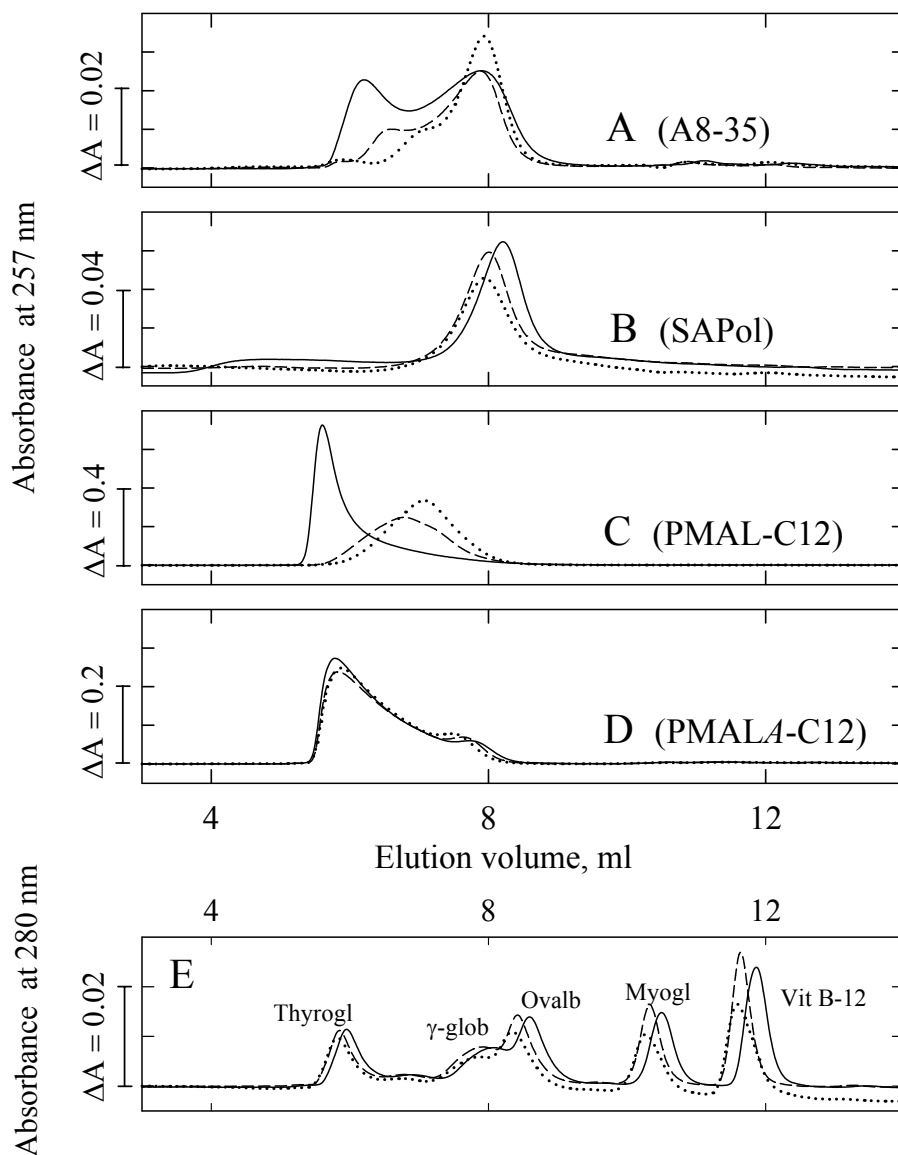 Absorbance at 257 nm
ΔA = 0.02
A (A8-35)
ΔA = 0.04
B (SAPol)
ΔA = 0.4
C (PMAL-C12)
ΔA = 0.2
D (PMALA-C12)
4 8 12
Elution volume, ml
4 8 12
Absorbance at 280 nm
ΔA = 0.02
E
Thyrogl
γ-glob
Ovalb
Myogl
Vit B-12